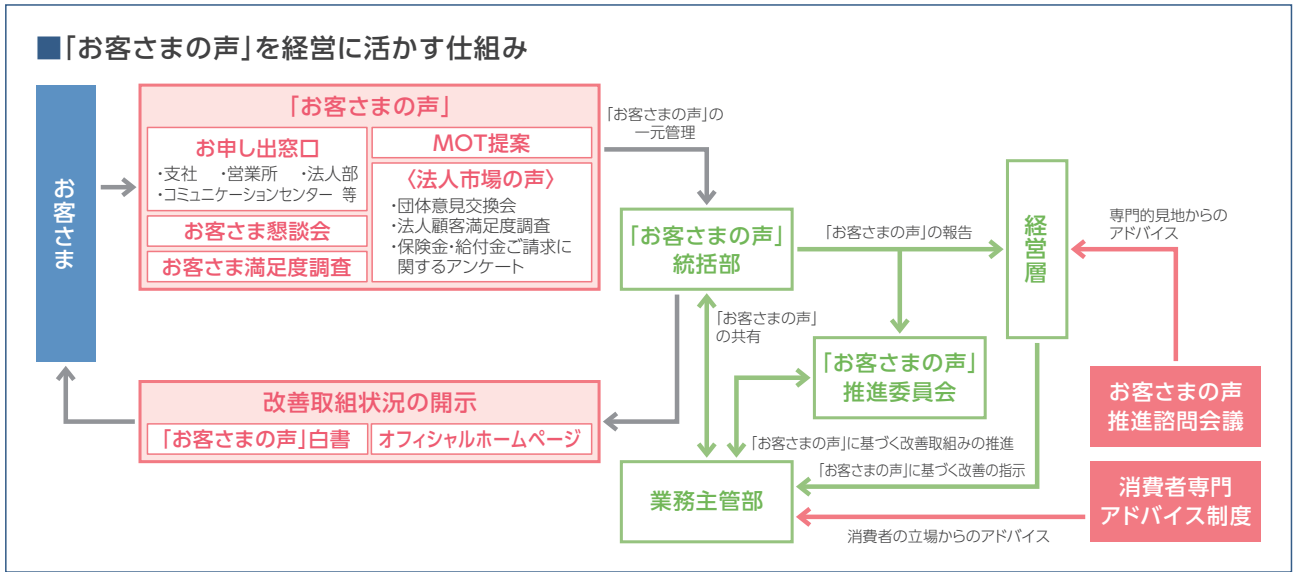 ■「お客さまの声」を経営に活かす仕組み
お客さま
「お客さまの声」
お申し出窓口
・支社 ・営業所 ・法人部
・コミュニケーションセンター 等
お客さま懇談会
お客さま満足度調査
MOT提案
〈法人市場の声〉
・団体意見交換会
・法人顧客満足度調査
・保険金・給付金ご請求に
関するアンケート
「お客さまの声」の
一元管理
「お客さまの声」
統括部
「お客さまの声」の報告
経営層
専門的見地からの
アドバイス
「お客さまの声」
の共有
「お客さまの声」
推進委員会
お客さまの声
推進諮問会議
改善取組状況の開示
「お客さまの声」白書
オフィシャルホームページ
「お客さまの声」に基づく改善取組みの推進
「お客さまの声」に基づく改善の指示
業務主管部
消費者専門
アドバイス制度
消費者の立場からのアドバイス